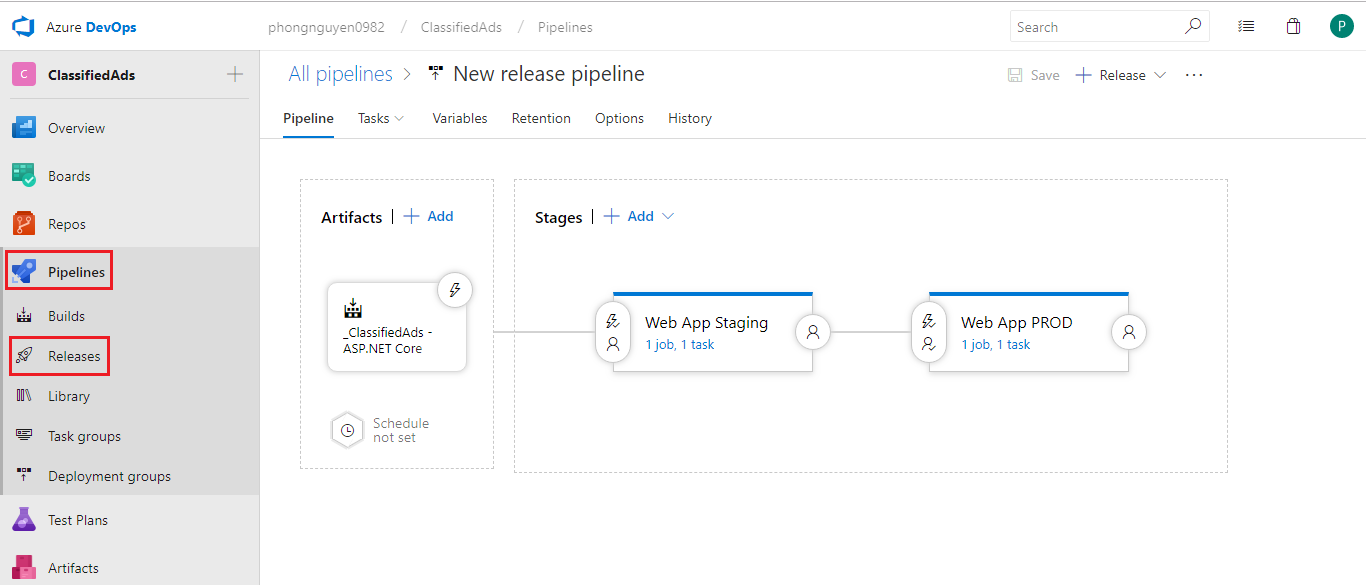 Azure DevOps
phongnguyen0982 / ClassifiedAds / Pipelines
Search
P
C ClassifiedAds
Overview
Boards
Repos
Pipelines
Builds
Releases
Library
Task groups
Deployment groups
Test Plans
Artifacts
All pipelines > New release pipeline
Save + Release ...
Pipeline Tasks Variables Retention Options History
Artifacts | + Add
_ClassifiedAds -
ASP.NET Core
Schedule
not set
Stages | + Add
Web App Staging
1 job, 1 task
Web App PROD
1 job, 1 task